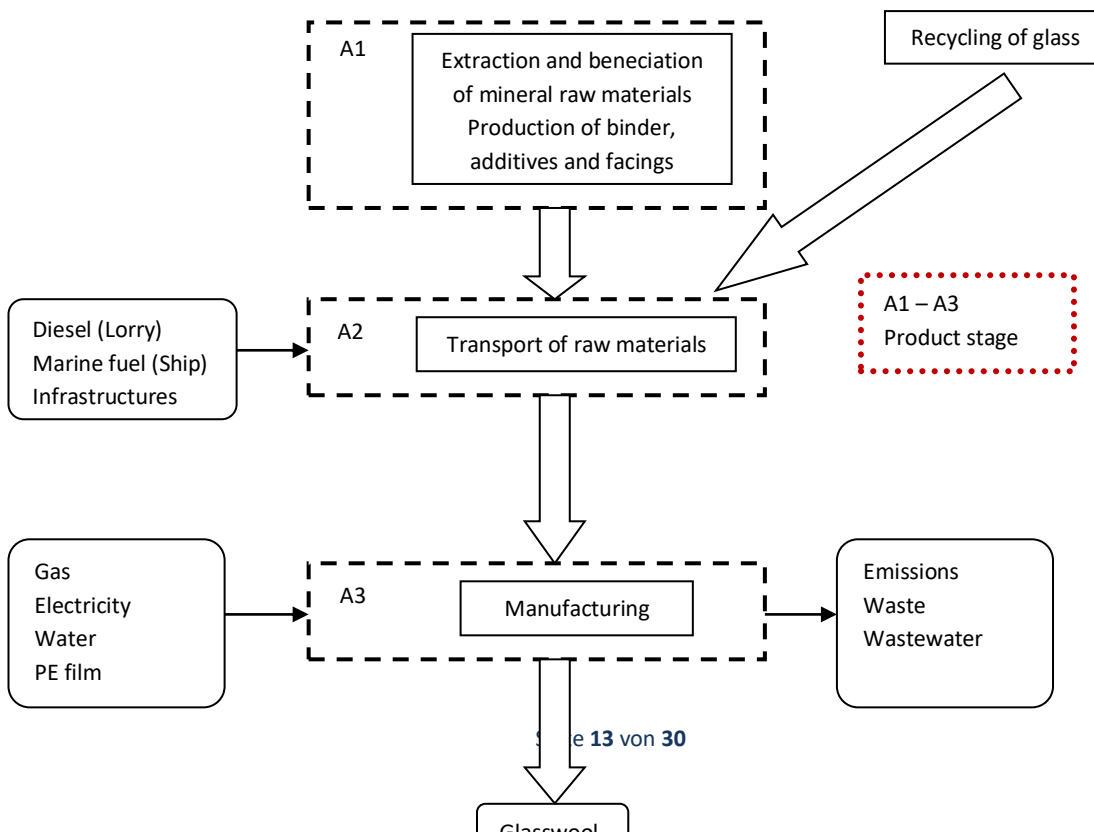 A1
Extraction and beneciation
of mineral raw materials
Production of binder,
additives and facings
Recycling of glass
Diesel (Lorry)
Marine fuel (Ship)
Infrastructures
A2
Transport of raw materials
A1 – A3
Product stage
Gas
Electricity
Water
PE film
A3
Manufacturing
Emissions
Waste
Wastewater
13 von 30
Glasswool